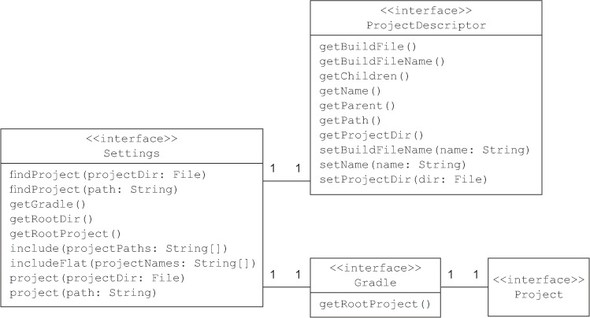 <<interface>>
ProjectDescriptor
getBuildFile()
getBuildFileName()
getChildren()
getName()
getParent()
getPath()
getProjectDir()
setBuildFileName(name: String)
setName(name: String)
setProjectDir(dir: File)
<<interface>>
Settings
findProject(projectDir: File)
findProject(path: String)
getGradle()
getRootDir()
getRootProject()
include(projectPaths: String[])
includeFlat(projectNames: String[])
project(projectDir: File)
project(path: String)
1 1
1 1
<<interface>>
Gradle
getRootProject()
1 1
<<interface>>
Project